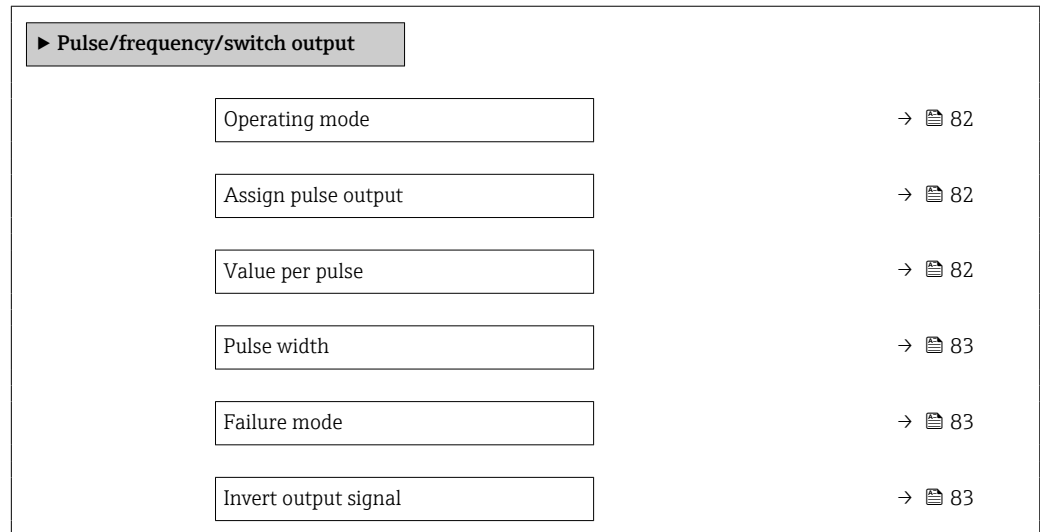 ▶ Pulse/frequency/switch output
Operating mode → 82
Assign pulse output → 82
Value per pulse → 82
Pulse width → 83
Failure mode → 83
Invert output signal → 83